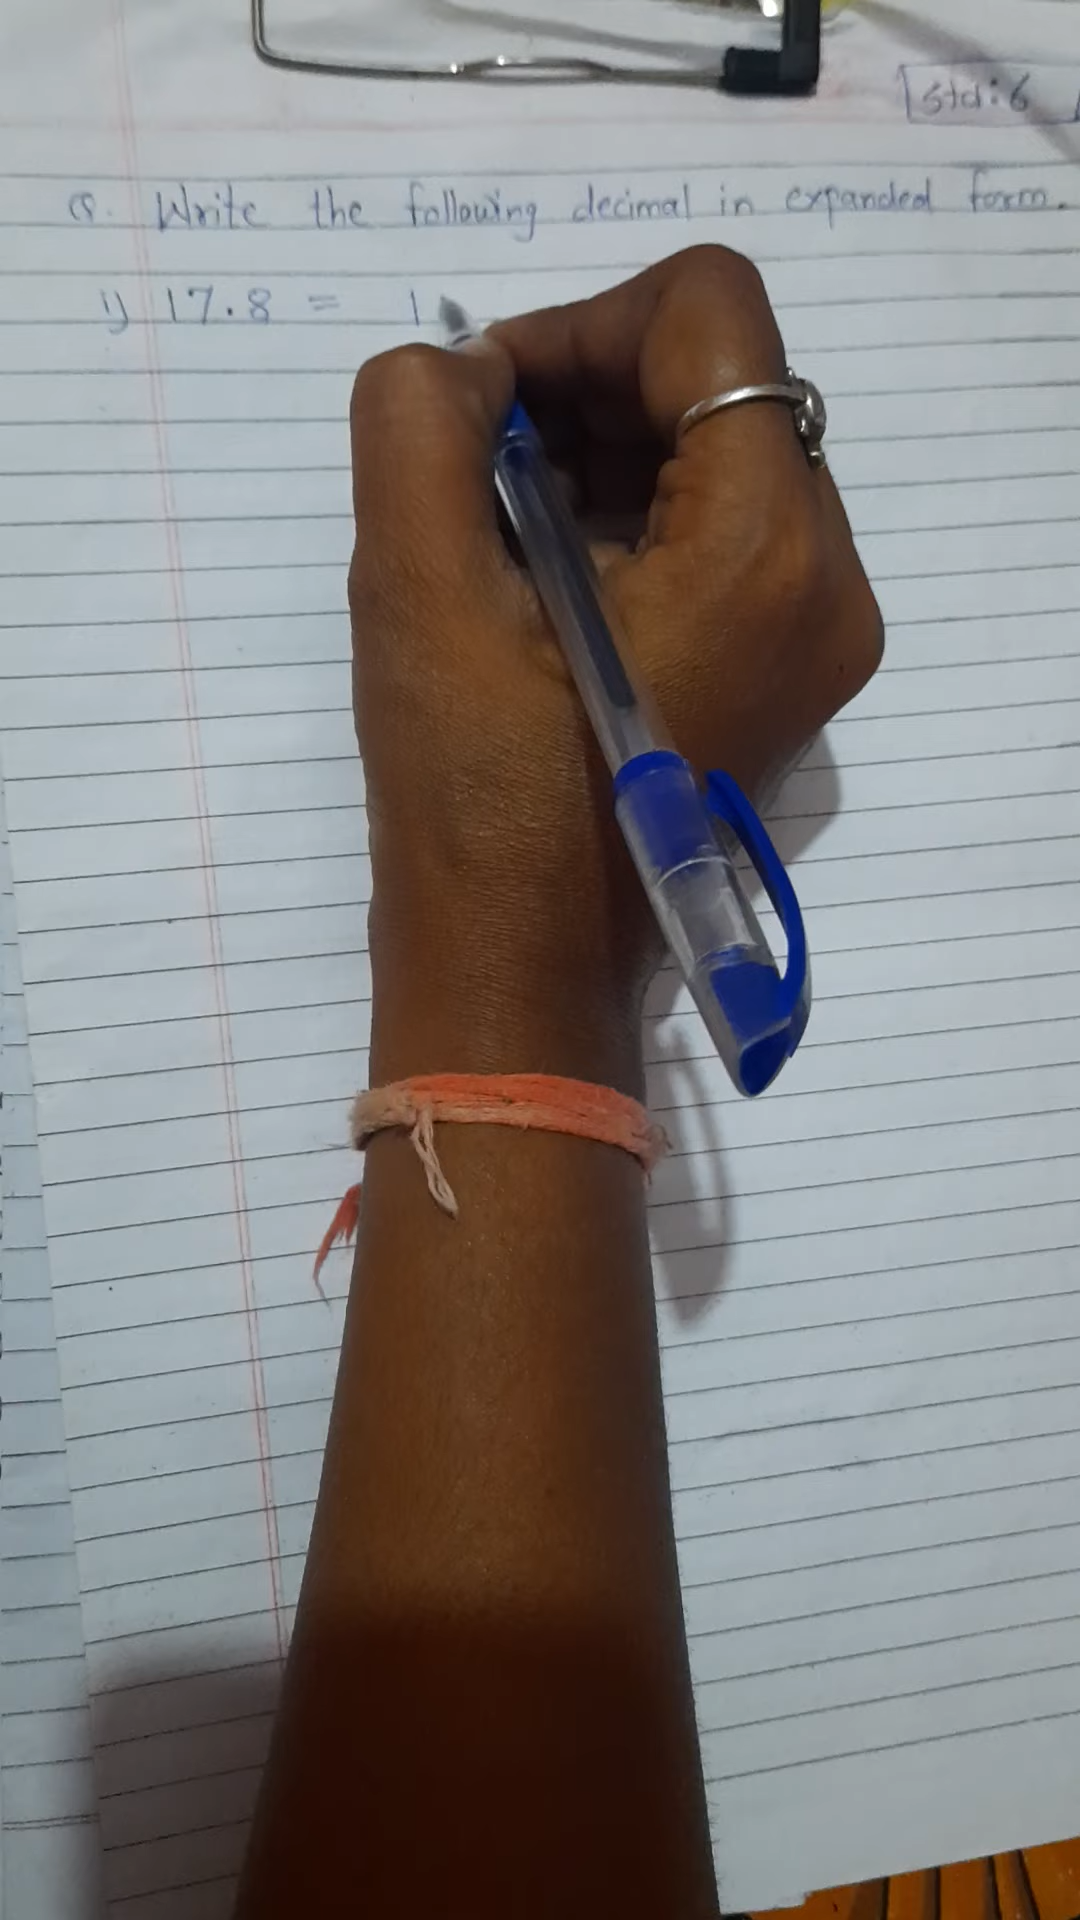 Std: 6
Q. Write the following decimal in expanded form.
i) 17.8 = 1